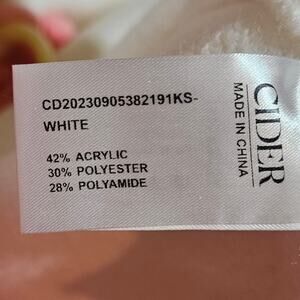 CD20230905382191KS-
WHITE
42% ACRYLIC
30% POLYESTER
28% POLYAMIDE
CIDER
MADE IN CHINA